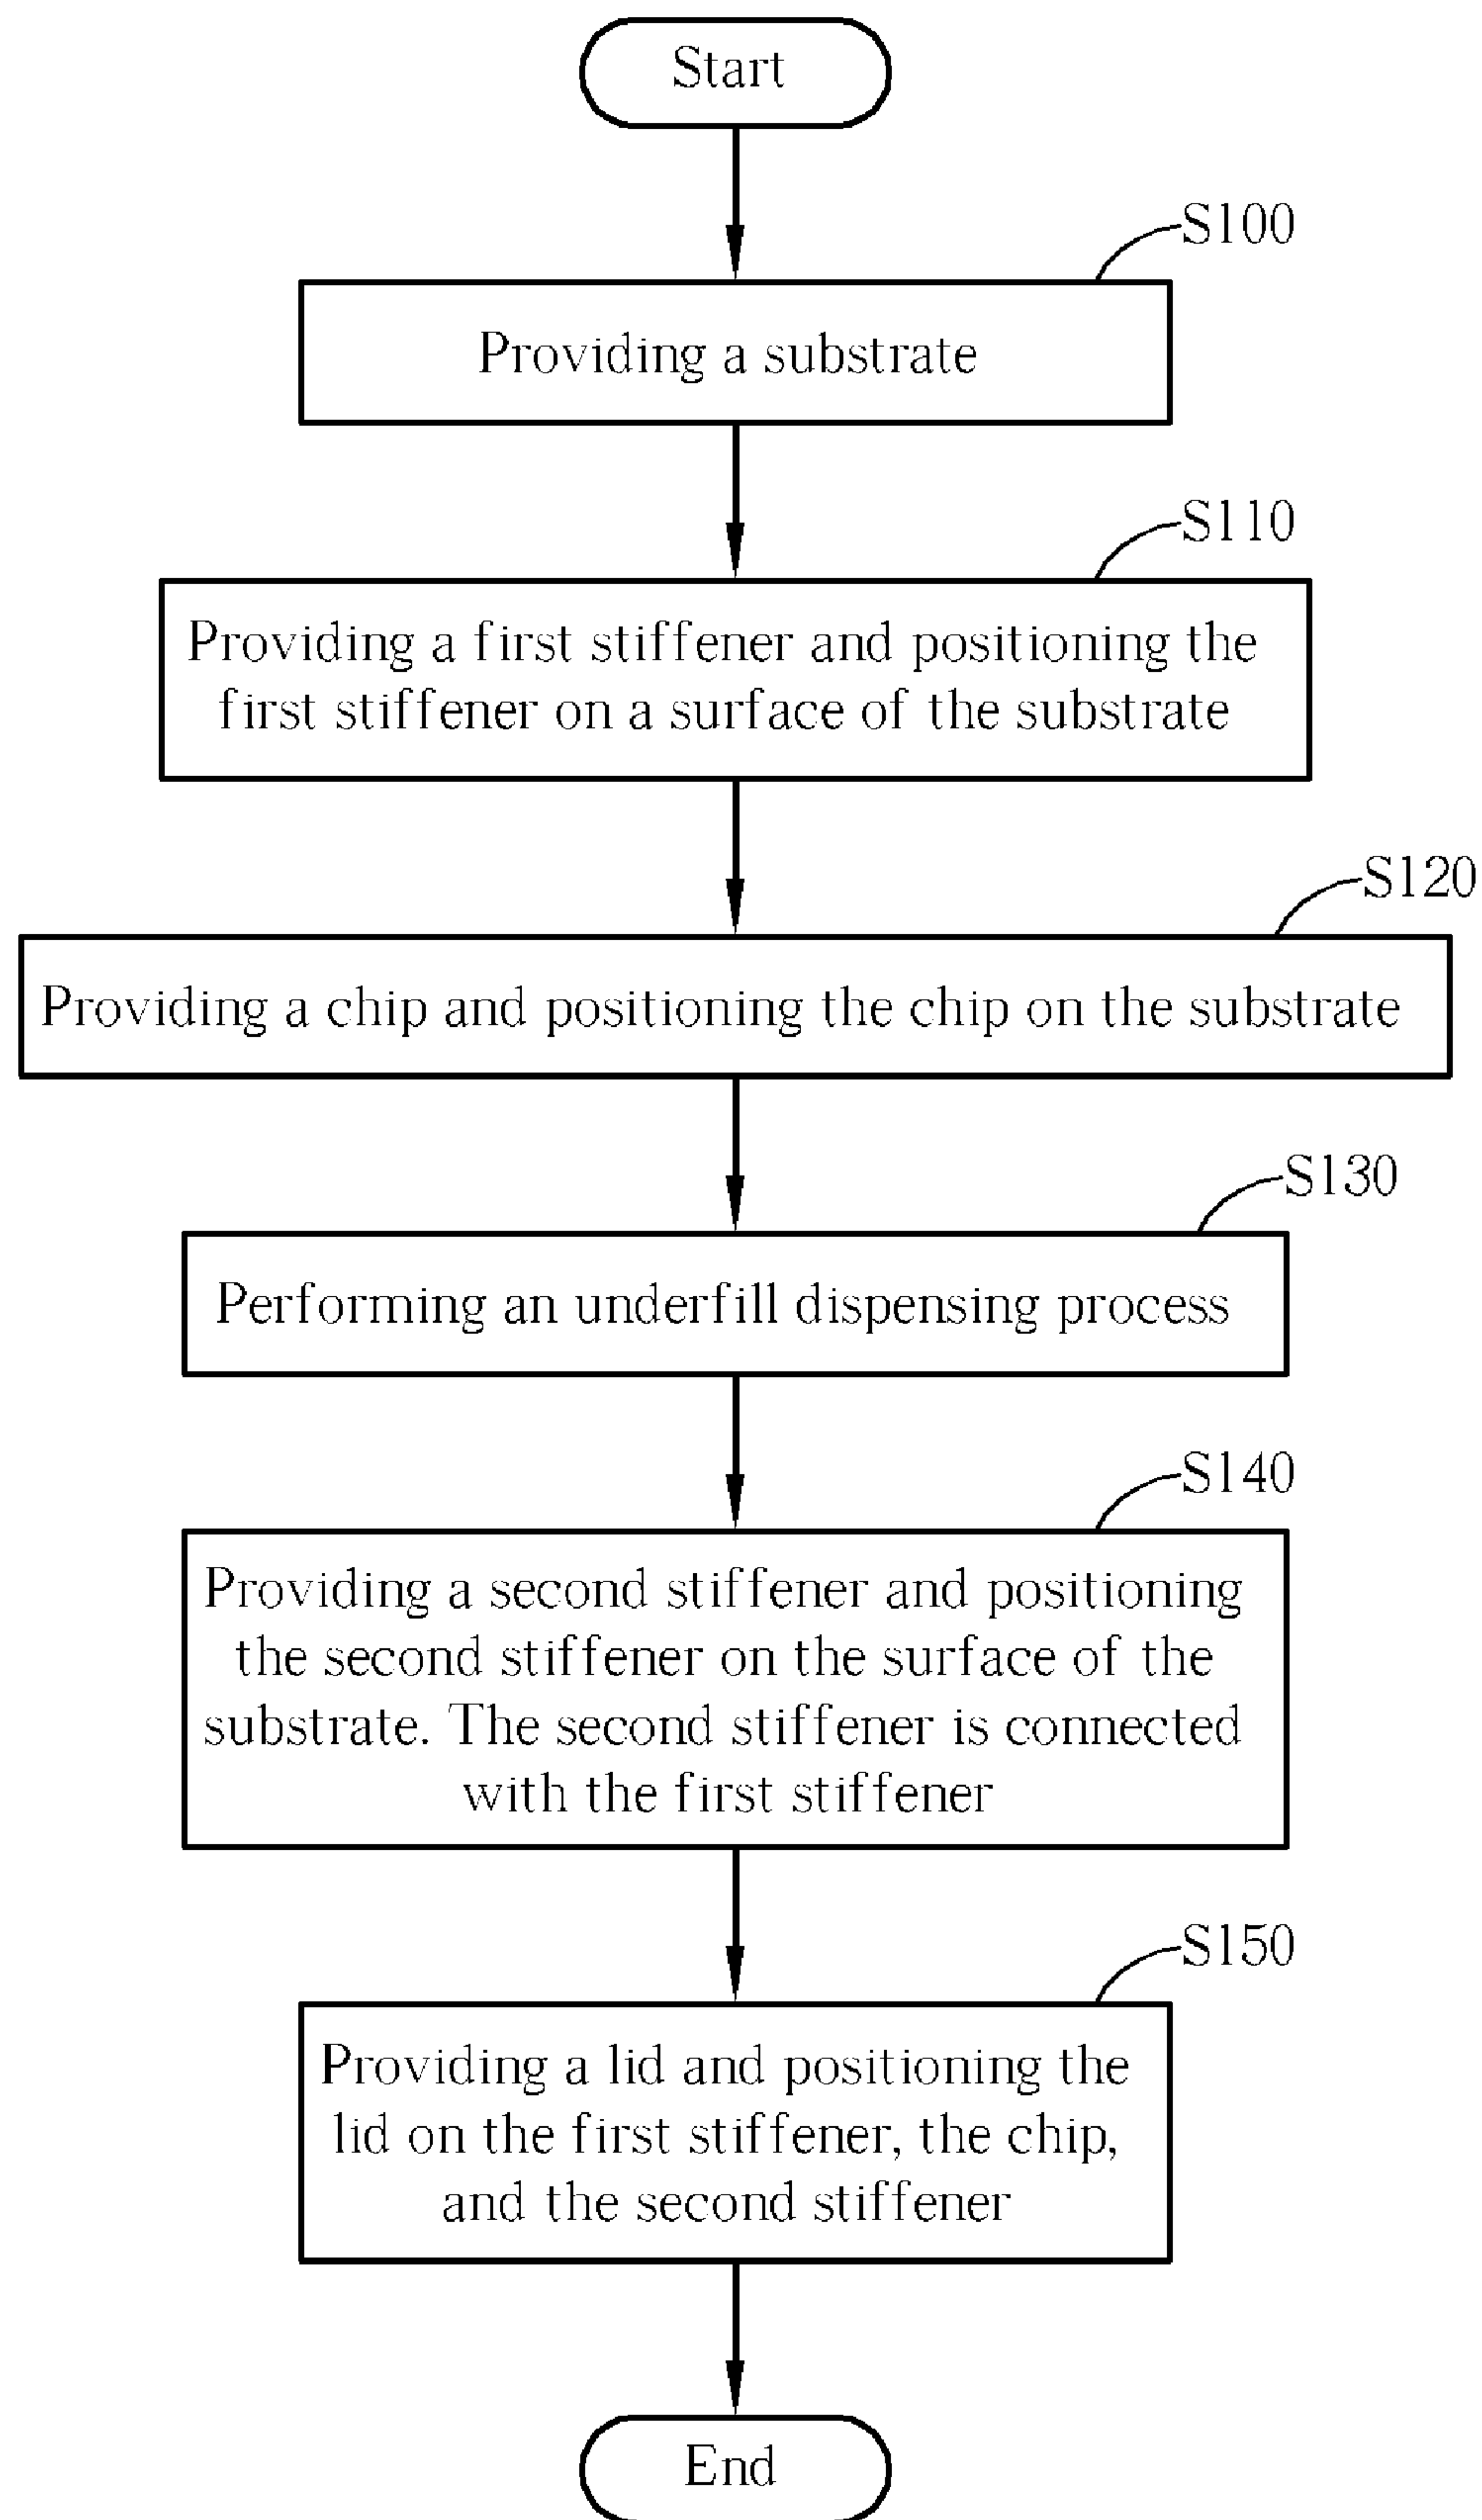 Start
S100
Providing a substrate
S110
Providing a first stiffener and positioning the
first stiffener on a surface of the substrate
S120
Providing a chip and positioning the chip on the substrate
S130
Performing an underfill dispensing process
S140
Providing a second stiffener and positioning
the second stiffener on the surface of the
substrate. The second stiffener is connected
with the first stiffener
S150
Providing a lid and positioning the
lid on the first stiffener, the chip,
and the second stiffener
End